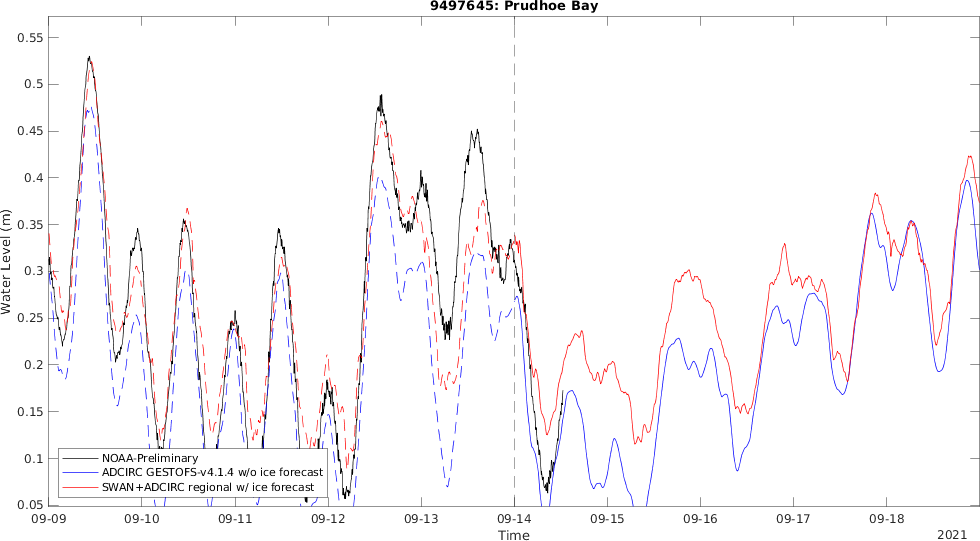 9497645: Prudhoe Bay
0.55
0.5
0.45
0.4
0.35
0.3
0.25
0.2
0.15
0.1
0.05
Water Level (m)
NOAA-Preliminary
ADCIRC GESTOFS-v4.1.4 w/o ice forecast
SWAN+ADCIRC regional w/ ice forecast
09-09 09-10 09-11 09-12 09-13 09-14 09-15 09-16 09-17 09-18
Time
2021